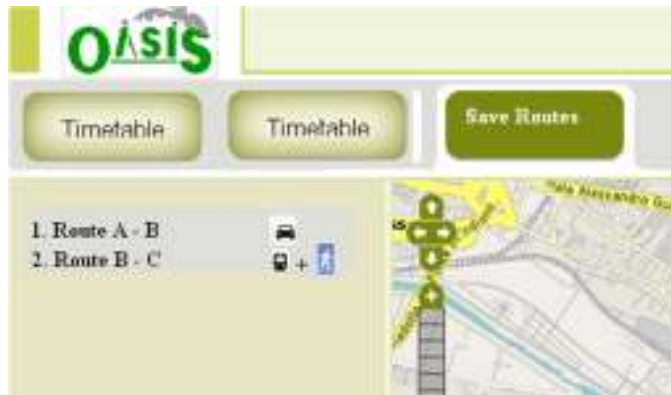 OASIS
Timetable
Timetable
Save Routes
1. Route A - B
2. Route B - C
+